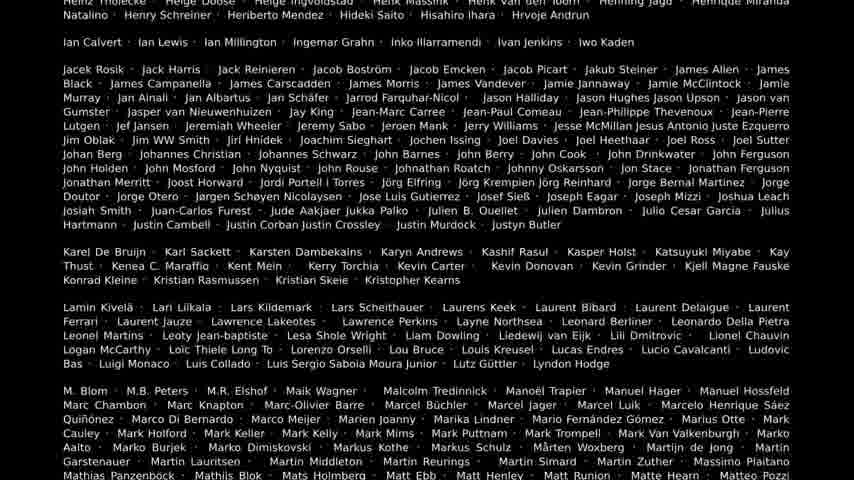 Heinz Tholecke · Helge Doose · Helge Ingvoldstad · Henk Massink · Henk van den Toorn · Henning Jagd · Henrique Miranda
Natalino · Henry Schreiner · Heriberto Mendez · Hideki Saito · Hisahiro Ihara · Hrvoje Andrun
Ian Calvert · Ian Lewis · Ian Millington · Ingemar Grahn · Inko Illarramendi · Ivan Jenkins · Iwo Kaden
Jacek Rosik · Jack Harris · Jack Reinieren · Jacob Boström · Jacob Emcken · Jacob Picart · Jakub Steiner · James Allen · James
Black · James Campanella · James Carscadden · James Morris · James Vandever · Jamie Jannaway · Jamie McClintock · Jamie
Murray · Jan Ainali · Jan Albartus · Jan Schäfer · Jarrod Farquhar-Nicol · Jason Halliday · Jason Hughes Jason Upson · Jason van
Gumster · Jasper van Nieuwenhuizen · Jay King · Jean-Marc Carree · Jean-Paul Comeau · Jean-Philippe Thevenoux · Jean-Pierre
Lutgen · Jef Jansen · Jeremiah Wheeler · Jeremy Sabo · Jeroen Mank · Jerry Williams · Jesse McMillan Jesus Antonio Juste Ezquerro
Jim Oblak · Jim WW Smith · Jirí Hnídek · Joachim Sieghart · Jochen Issing · Joel Davies · Joel Heethaar · Joel Ross · Joel Sutter
Johan Berg · Johannes Christian · Johannes Schwarz · John Barnes · John Berry · John Cook · John Drinkwater · John Ferguson
John Holden · John Mosford · John Nyquist · John Rouse · Johnathan Roatch · Johnny Oskarsson · Jon Stace · Jonathan Ferguson
Jonathan Merritt · Joost Horward · Jordi Portell I Torres · Jörg Elfring · Jörg Krempien Jörg Reinhard · Jorge Bernal Martinez · Jorge
Doutor · Jorge Otero · Jørgen Schøyen Nicolaysen · Jose Luis Gutierrez · Josef Sieß · Joseph Eagar · Joseph Mizzi · Joshua Leach
Josiah Smith · Juan-Carlos Furest · Jude Aakjaer Jukka Palko · Julien B. Ouellet · Julien Dambron · Julio Cesar Garcia · Julius
Hartmann · Justin Cambell · Justin Corban Justin Crossley · Justin Murdock · Justyn Butler
Karel De Bruijn · Karl Sackett · Karsten Dambekalns · Karyn Andrews · Kashif Rasul · Kasper Holst · Katsuyuki Miyabe · Kay
Thust · Kenea C. Maraffio · Kent Mein · Kerry Torchia · Kevin Carter · Kevin Donovan · Kevin Grinder · Kjell Magne Fauske
Konrad Kleine · Kristian Rasmussen · Kristian Skeie · Kristopher Kearns
Lamin Kivelä · Lari Liikala · Lars Kildemark · Lars Scheithauer · Laurens Keek · Laurent Bibard · Laurent Delaigue · Laurent
Ferrari · Laurent Jauze · Lawrence Lakeotes · Lawrence Perkins · Layne Northsea · Leonard Berliner · Leonardo Della Pietra
Leonel Martins · Leoty Jean-baptiste · Lesa Shole Wright · Liam Dowling · Liedewij van Eijk · Lili Dmitrovic · Lionel Chauvin
Logan McCarthy · Loïc Thiele Long To · Lorenzo Orselli · Lou Bruce · Louis Kreusel · Lucas Endres · Lucio Cavalcanti · Ludovic
Bas · Luigi Monaco · Luis Collado · Luis Sergio Saboia Moura Junior · Lutz Güttler · Lyndon Hodge
M. Blom · M.B. Peters · M.R. Elshof · Maik Wagner · Malcolm Tredinnick · Manoël Trapier · Manuel Hager · Manuel Hossfeld
Marc Chambon · Marc Knapton · Marc-Olivier Barre · Marcel Büchler · Marcel Jager · Marcel Luik · Marcelo Henrique Sáez
Quiñónez · Marco Di Bernardo · Marco Meijer · Marien Joanny · Marika Lindner · Mario Fernández Gómez · Marius Otte · Mark
Cauley · Mark Holford · Mark Keller · Mark Kelly · Mark Mims · Mark Puttnam · Mark Trompell · Mark Van Valkenburgh · Marko
Aalto · Marko Burjek · Marko Dimiskovski · Markus Kothe · Markus Schulz · Mårten Woxberg · Martijn de Jong · Martin
Garstenauer · Martin Lauritsen · Martin Middleton · Martin Reurings · Martin Simard · Martin Zuther · Massimo Plaitano
Mathias Panzenböck · Mathijs Blok · Mats Holmberg · Matt Ebb · Matt Henley · Matt Runion · Matte Hearn · Matteo Pozzi